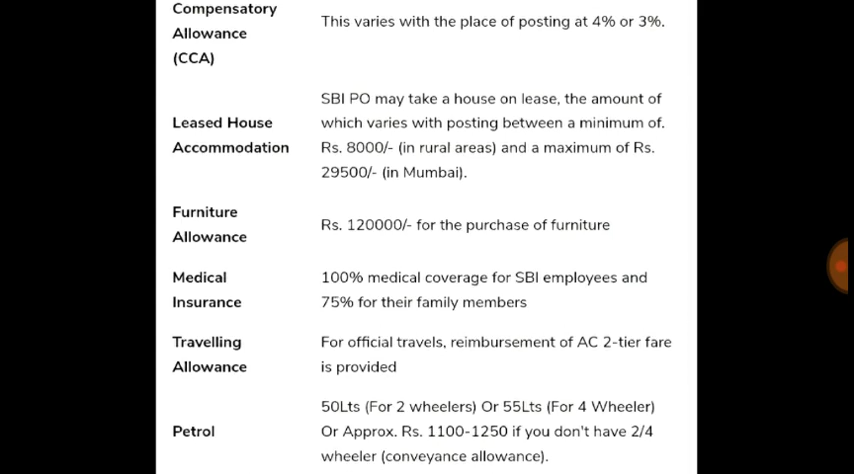 Compensatory
Allowance
(CCA)
This varies with the place of posting at 4% or 3%.
Leased House
Accommodation
SBI PO may take a house on lease, the amount of
which varies with posting between a minimum of.
Rs. 8000/- (in rural areas) and a maximum of Rs.
29500/- (in Mumbai).
Furniture
Allowance
Rs. 120000/- for the purchase of furniture
Medical
Insurance
100% medical coverage for SBI employees and
75% for their family members
Travelling
Allowance
For official travels, reimbursement of AC 2-tier fare
is provided
Petrol
50Lts (For 2 wheelers) Or 55Lts (For 4 Wheeler)
Or Approx. Rs. 1100-1250 if you don't have 2/4
wheeler (conveyance allowance).